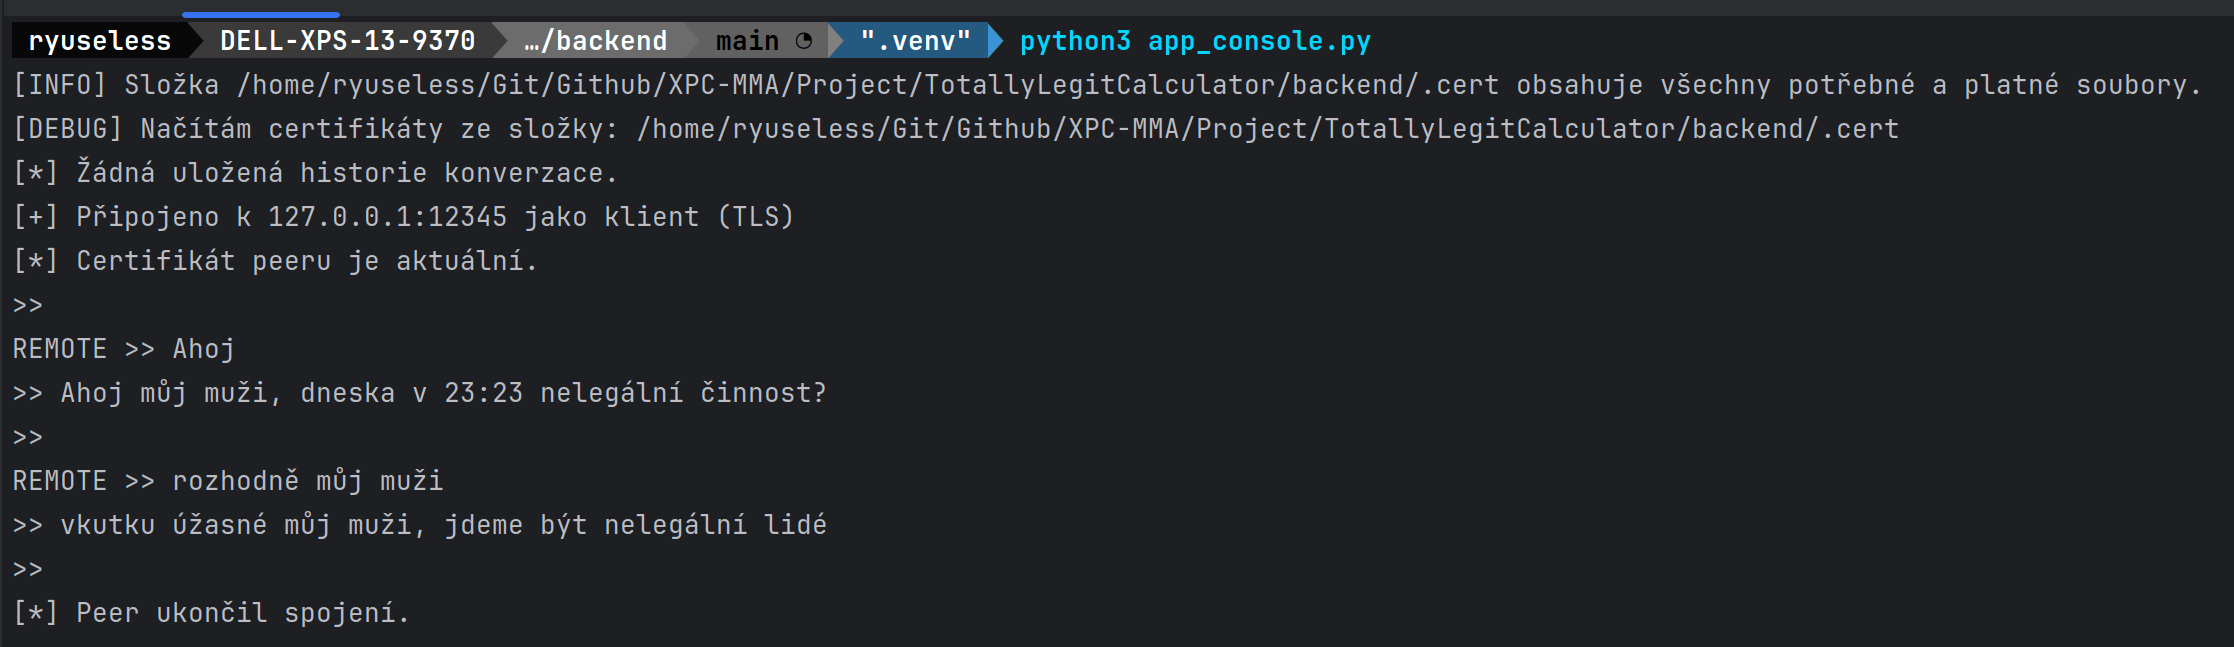 ryuseless DELL-XPS-13-9370 …/backend main ".venv" python3 app_console.py
[INFO] Složka /home/ryuseless/Git/Github/XPC-MMA/Project/TotallyLegitCalculator/backend/.cert obsahuje všechny potřebné a platné soubory.
[DEBUG] Načítám certifikáty ze složky: /home/ryuseless/Git/Github/XPC-MMA/Project/TotallyLegitCalculator/backend/.cert
[*] Žádná uložená historie konverzace.
[+] Připojeno k 127.0.0.1:12345 jako klient (TLS)
[*] Certifikát peeru je aktuální.
>>
REMOTE >> Ahoj
>> Ahoj můj muži, dneska v 23:23 nelegální činnost?
>>
REMOTE >> rozhodně můj muži
>> vkutku úžasné můj muži, jdeme být nelegální lidé
>>
[*] Peer ukončil spojení.